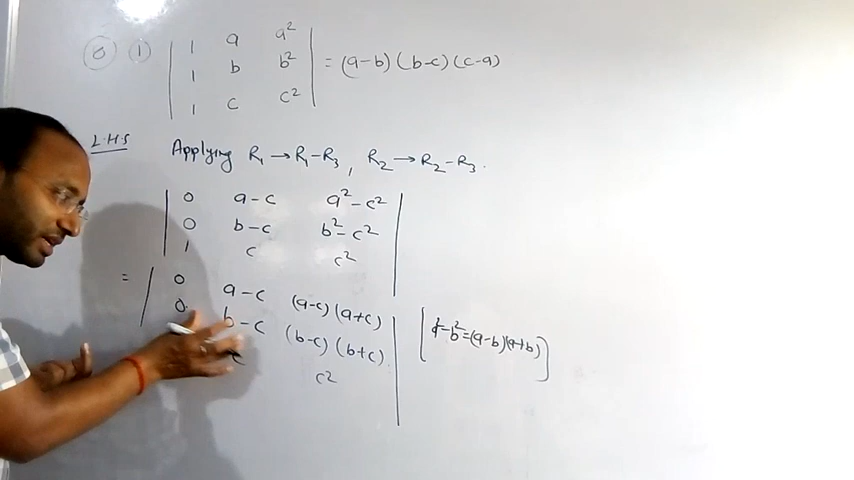 8 1 | 1 a a² |
| 1 b b² | = (a-b) (b-c) (c-a)
| 1 c c² |
L.H.S Applying R₁ → R₁-R₃, R₂ → R₂-R₃.
| 0 a-c a²-c² |
| 0 b-c b²-c² |
| 1 c c² |
= | 0 a-c (a-c) (a+c) |
| 0 b-c (b-c) (b+c) | [a²-b²=(a-b)(a+b)]
c c² |